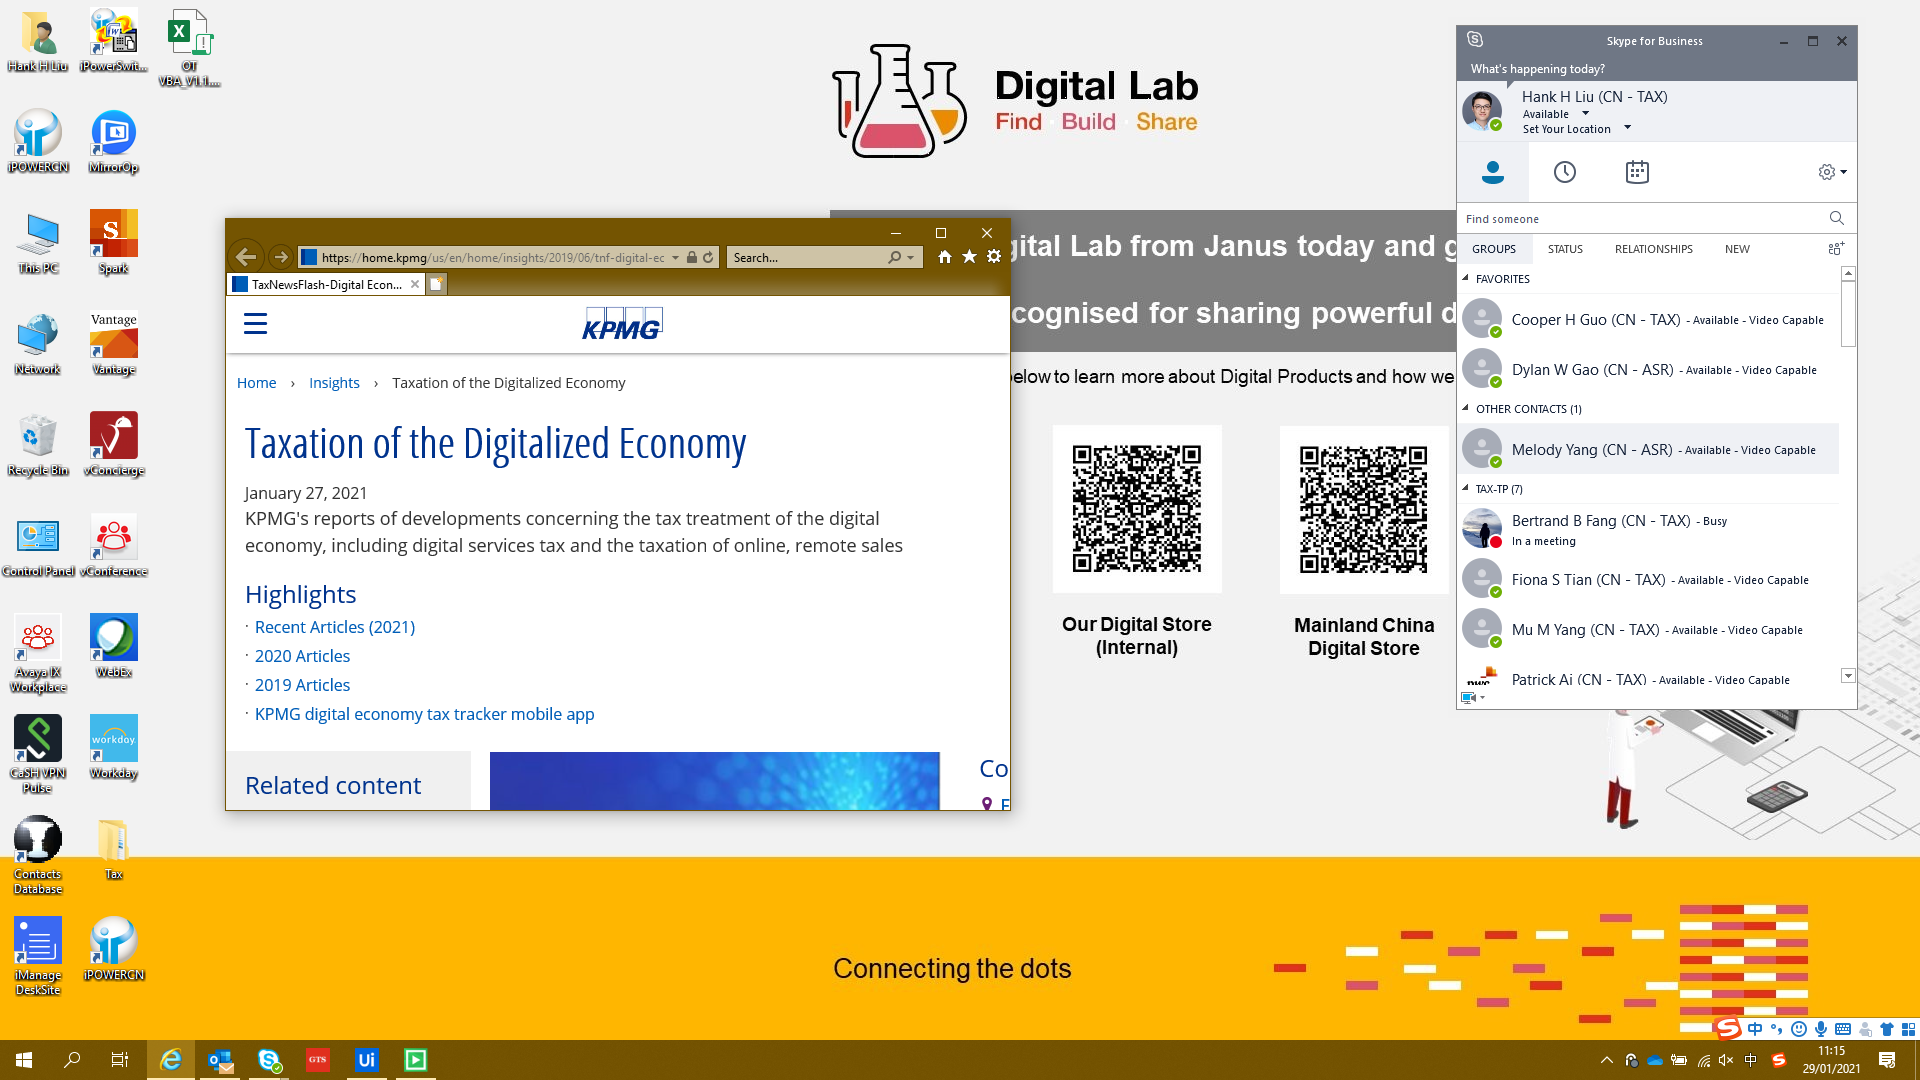 Hank H Liu
iPowerSwit...
OT
VBA_V1.1....
iPOWERCN
MirrorOp
This PC
Spark
Network
Vantage
Vantage
Recycle Bin
vConcierge
Control Panel
vConference
Avaya IX
Workplace
WebEx
CaSH VPN
Pulse
workday.
Workday
Contacts
Database
Tax
iManage
DeskSite
iPOWERCN
Digital Lab
Find · Build · Share
gital Lab from Janus today and g
cognised for sharing powerful d
below to learn more about Digital Products and how we
Our Digital Store
(Internal)
Mainland China
Digital Store
Connecting the dots
https://home.kpmg/us/en/home/insights/2019/06/tnf-digital-ec
Search...
TaxNewsFlash-Digital Econ...
KPMG
Home › Insights › Taxation of the Digitalized Economy
Taxation of the Digitalized Economy
January 27, 2021
KPMG's reports of developments concerning the tax treatment of the digital
economy, including digital services tax and the taxation of online, remote sales
Highlights
· Recent Articles (2021)
· 2020 Articles
· 2019 Articles
· KPMG digital economy tax tracker mobile app
Related content
Co
Skype for Business
What's happening today?
Hank H Liu (CN - TAX)
Available
Set Your Location
Find someone
GROUPS STATUS RELATIONSHIPS NEW
FAVORITES
Cooper H Guo (CN - TAX) - Available - Video Capable
Dylan W Gao (CN - ASR) - Available - Video Capable
OTHER CONTACTS (1)
Melody Yang (CN - ASR) - Available - Video Capable
TAX-TP (7)
Bertrand B Fang (CN - TAX) - Busy
In a meeting
Fiona S Tian (CN - TAX) - Available - Video Capable
Mu M Yang (CN - TAX) - Available - Video Capable
Patrick Ai (CN - TAX) - Available - Video Capable
中
GTS
Ui
中
11:15
29/01/2021